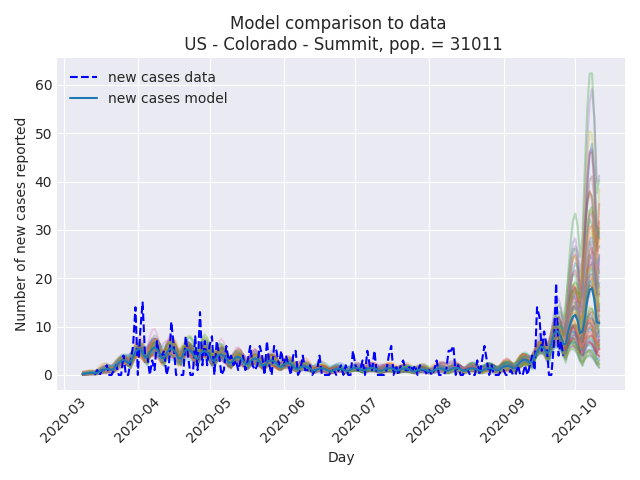 Model comparison to data
US - Colorado - Summit, pop. = 31011
new cases data
new cases model
Number of new cases reported
60
50
40
30
20
10
0
2020-03
2020-04
2020-05
2020-06
2020-07
2020-08
2020-09
2020-10
Day